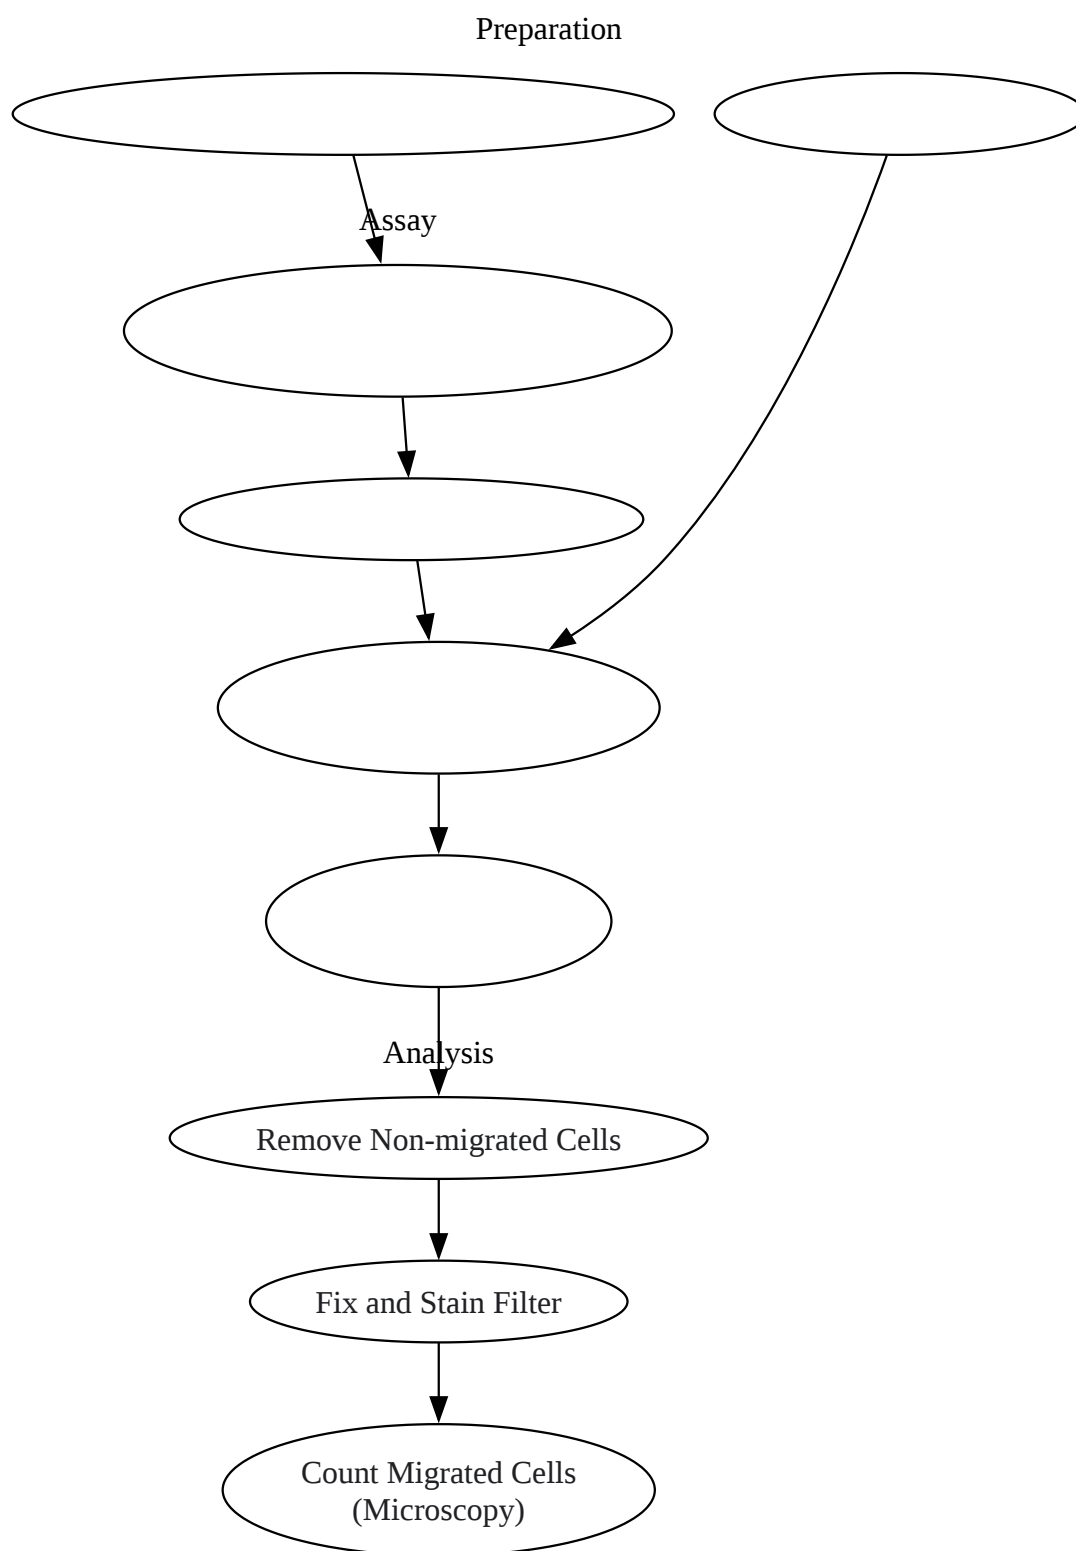 Preparation
Assay
Analysis
Remove Non-migrated Cells
Fix and Stain Filter
Count Migrated Cells
(Microscopy)